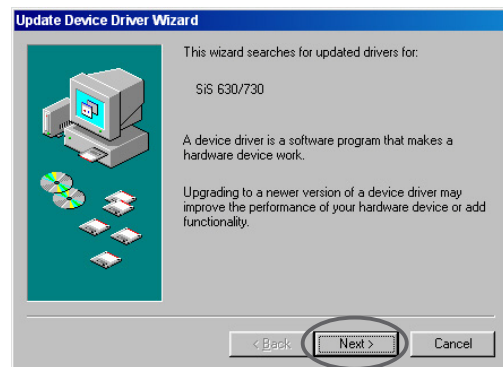 Update Device Driver Wizard
This wizard searches for updated drivers for:
SiS 630/730
A device driver is a software program that makes a
hardware device work.
Upgrading to a newer version of a device driver may
improve the performance of your hardware device or add
functionality.
< Back
Next >
Cancel